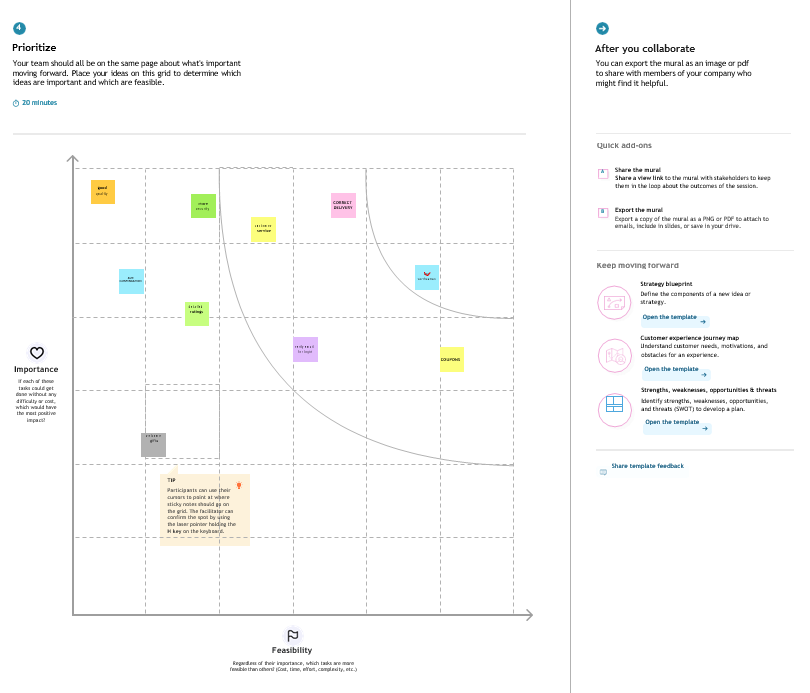 4
Prioritize
Your team should all be on the same page about what's important
moving forward. Place your ideas on this grid to determine which
ideas are important and which are feasible.
20 minutes
good
quality
CORRECT
DELIVERY
service
ratings
COUPONS
gifts
Importance
If each of these
tasks could get
done without any
difficulty or cost,
which would have
the most positive
impact?
TIP
Participants can use their
cursors to point at where
sticky notes should go on
the grid. The facilitator can
confirm the spot by using
the laser pointer holding the
H key on the keyboard.
Feasibility
Regardless of their importance, which tasks are more
feasible than others? (Cost, time, effort, complexity, etc.)
After you collaborate
You can export the mural as an image or pdf
to share with members of your company who
might find it helpful.
Quick add-ons
A
Share the mural
Share a view link to the mural with stakeholders to keep
them in the loop about the outcomes of the session.
B
Export the mural
Export a copy of the mural as a PNG or PDF to attach to
emails, include in slides, or save in your drive.
Keep moving forward
Strategy blueprint
Define the components of a new idea or
strategy.
Open the template →
Customer experience journey map
Understand customer needs, motivations, and
obstacles for an experience.
Open the template →
Strengths, weaknesses, opportunities & threats
Identify strengths, weaknesses, opportunities,
and threats (SWOT) to develop a plan.
Open the template →
Share template feedback